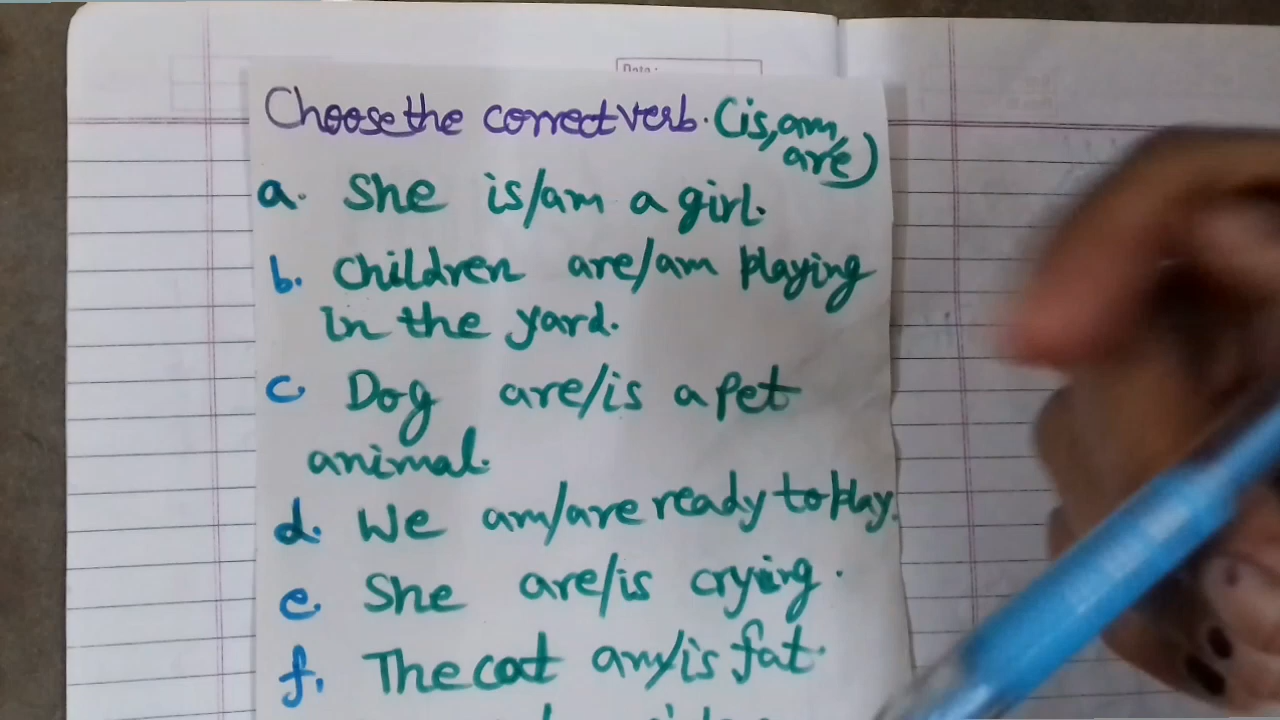 Date :
Choose the correct verb. (is, am,
are)
a. She is/am a girl.
b. Children are/am playing
in the yard.
c Dog are/is a pet
animal.
d. We am/are ready to play.
e. She are/is crying.
f. The cat am/is fat.